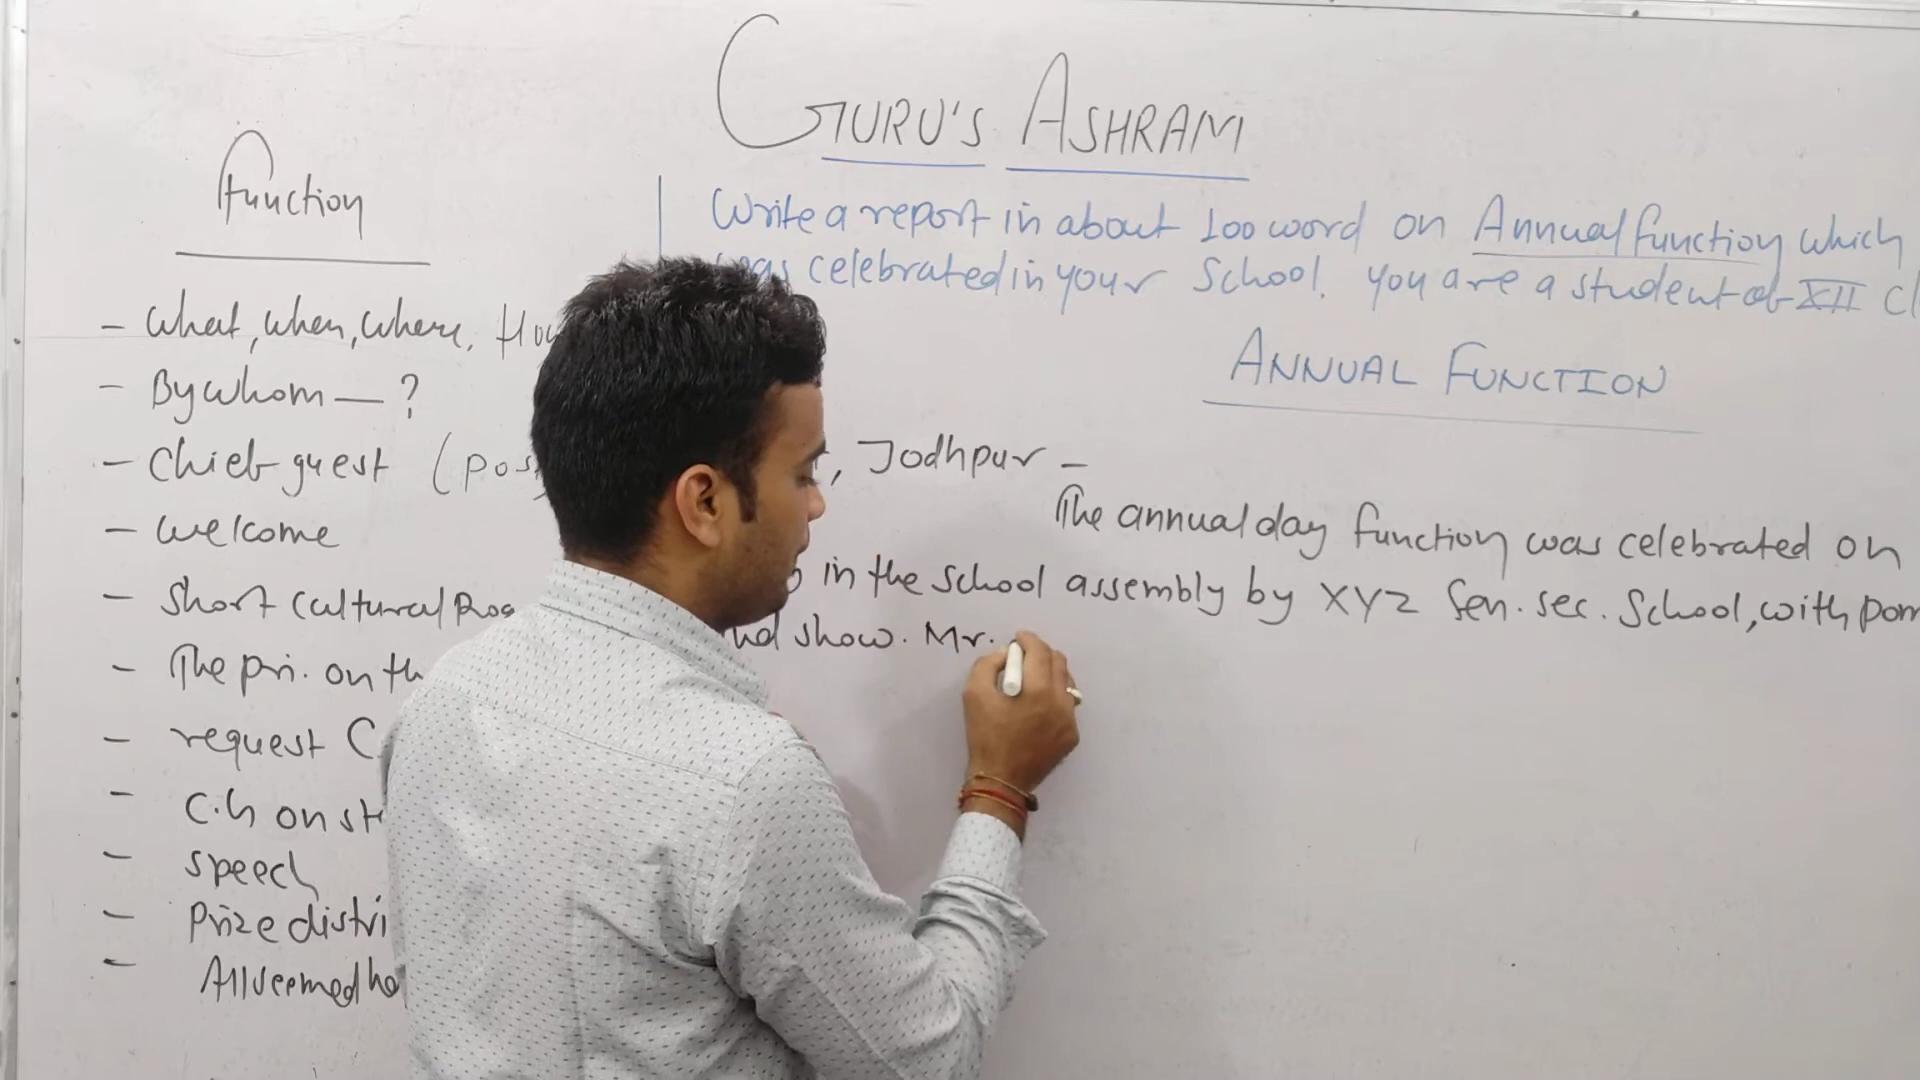 GURU'S ASHRAM
Function
- What, when, where, How
- By whom — ?
- Chief guest (pos
- welcome
- Short Cultural Prog
- The pri. on th
- request C.
- C.h on st
- speech
- Prize distri
- All seemed ha
Write a report in about 100 word on Annual function which
was celebrated in your School. you are a student of XII Cl
ANNUAL FUNCTION
, Jodhpur -
The annual day function was celebrated on
in the school assembly by XYZ Sen. sec. School, with pom
nd show. Mr.